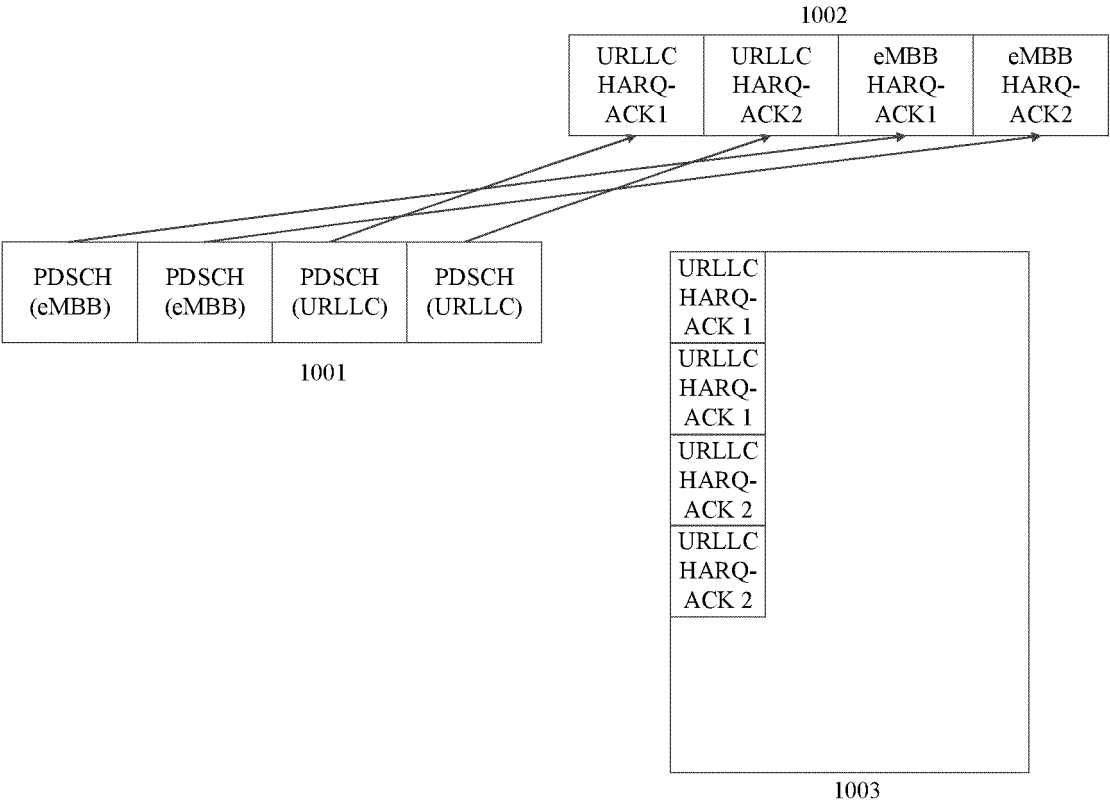 1002
URLLC
HARQ-
ACK1
URLLC
HARQ-
ACK2
eMBB
HARQ-
ACK1
eMBB
HARQ-
ACK2
PDSCH
(eMBB)
PDSCH
(eMBB)
PDSCH
(URLLC)
PDSCH
(URLLC)
1001
URLLC
HARQ-
ACK 1
URLLC
HARQ-
ACK 1
URLLC
HARQ-
ACK 2
URLLC
HARQ-
ACK 2
1003